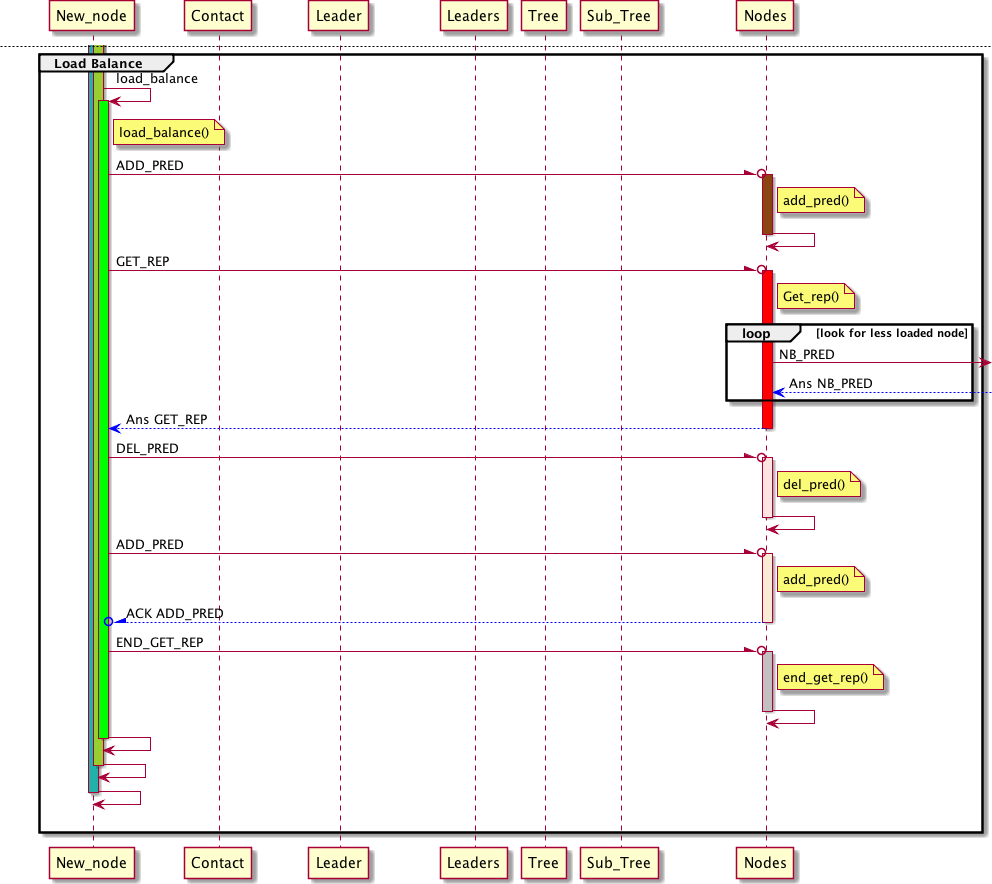 New_node Contact Leader Leaders Tree Sub_Tree Nodes
Load Balance
load_balance
load_balance()
ADD_PRED
add_pred()
GET_REP
Get_rep()
loop [look for less loaded node]
NB_PRED
Ans NB_PRED
Ans GET_REP
DEL_PRED
del_pred()
ADD_PRED
add_pred()
ACK ADD_PRED
END_GET_REP
end_get_rep()
New_node Contact Leader Leaders Tree Sub_Tree Nodes